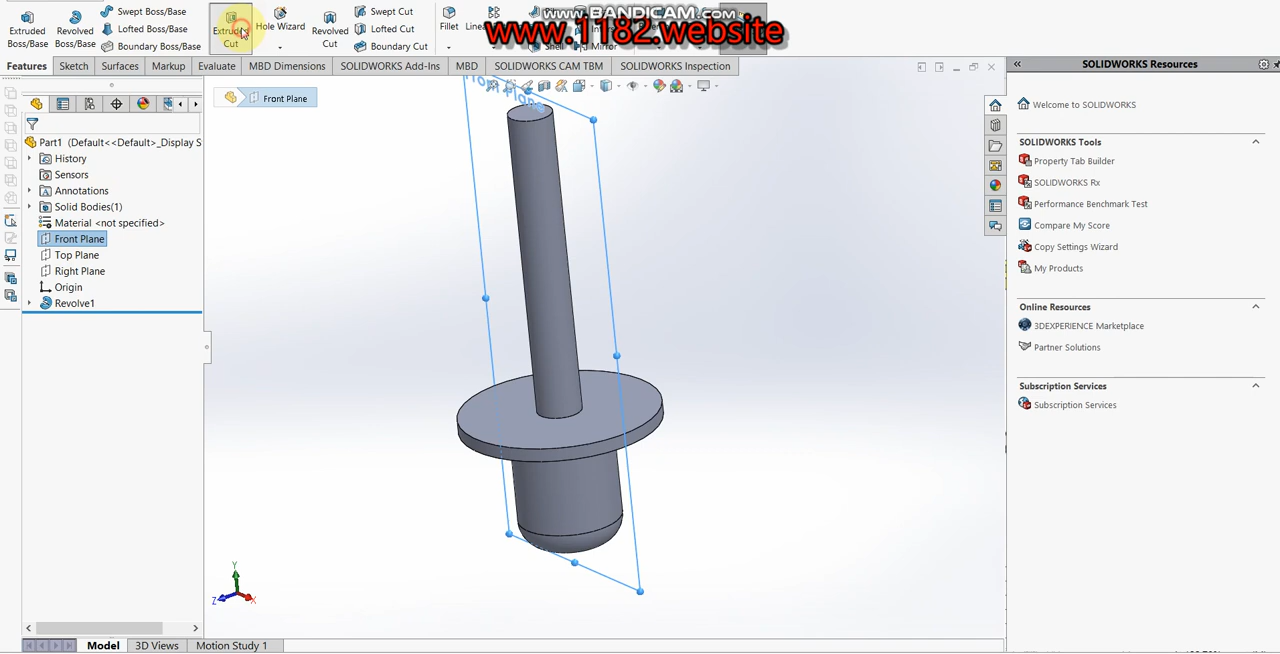 www.BANDICAM.com
www.1182.website
Extruded
Boss/Base
Revolved
Boss/Base
Swept Boss/Base
Lofted Boss/Base
Boundary Boss/Base
Extruded
Cut
Hole Wizard
Revolved
Cut
Swept Cut
Lofted Cut
Boundary Cut
Fillet
Shell
Mirror
Features
Sketch
Surfaces
Markup
Evaluate
MBD Dimensions
SOLIDWORKS Add-Ins
MBD
SOLIDWORKS CAM TBM
SOLIDWORKS Inspection
Front Plane
Part1 (Default<<Default>_Display S
History
Sensors
Annotations
Solid Bodies(1)
Material <not specified>
Front Plane
Top Plane
Right Plane
Origin
Revolve1
Y
Z
X
Model
3D Views
Motion Study 1
SOLIDWORKS Resources
Welcome to SOLIDWORKS
SOLIDWORKS Tools
Property Tab Builder
SOLIDWORKS Rx
Performance Benchmark Test
Compare My Score
Copy Settings Wizard
My Products
Online Resources
3DEXPERIENCE Marketplace
Partner Solutions
Subscription Services
Subscription Services